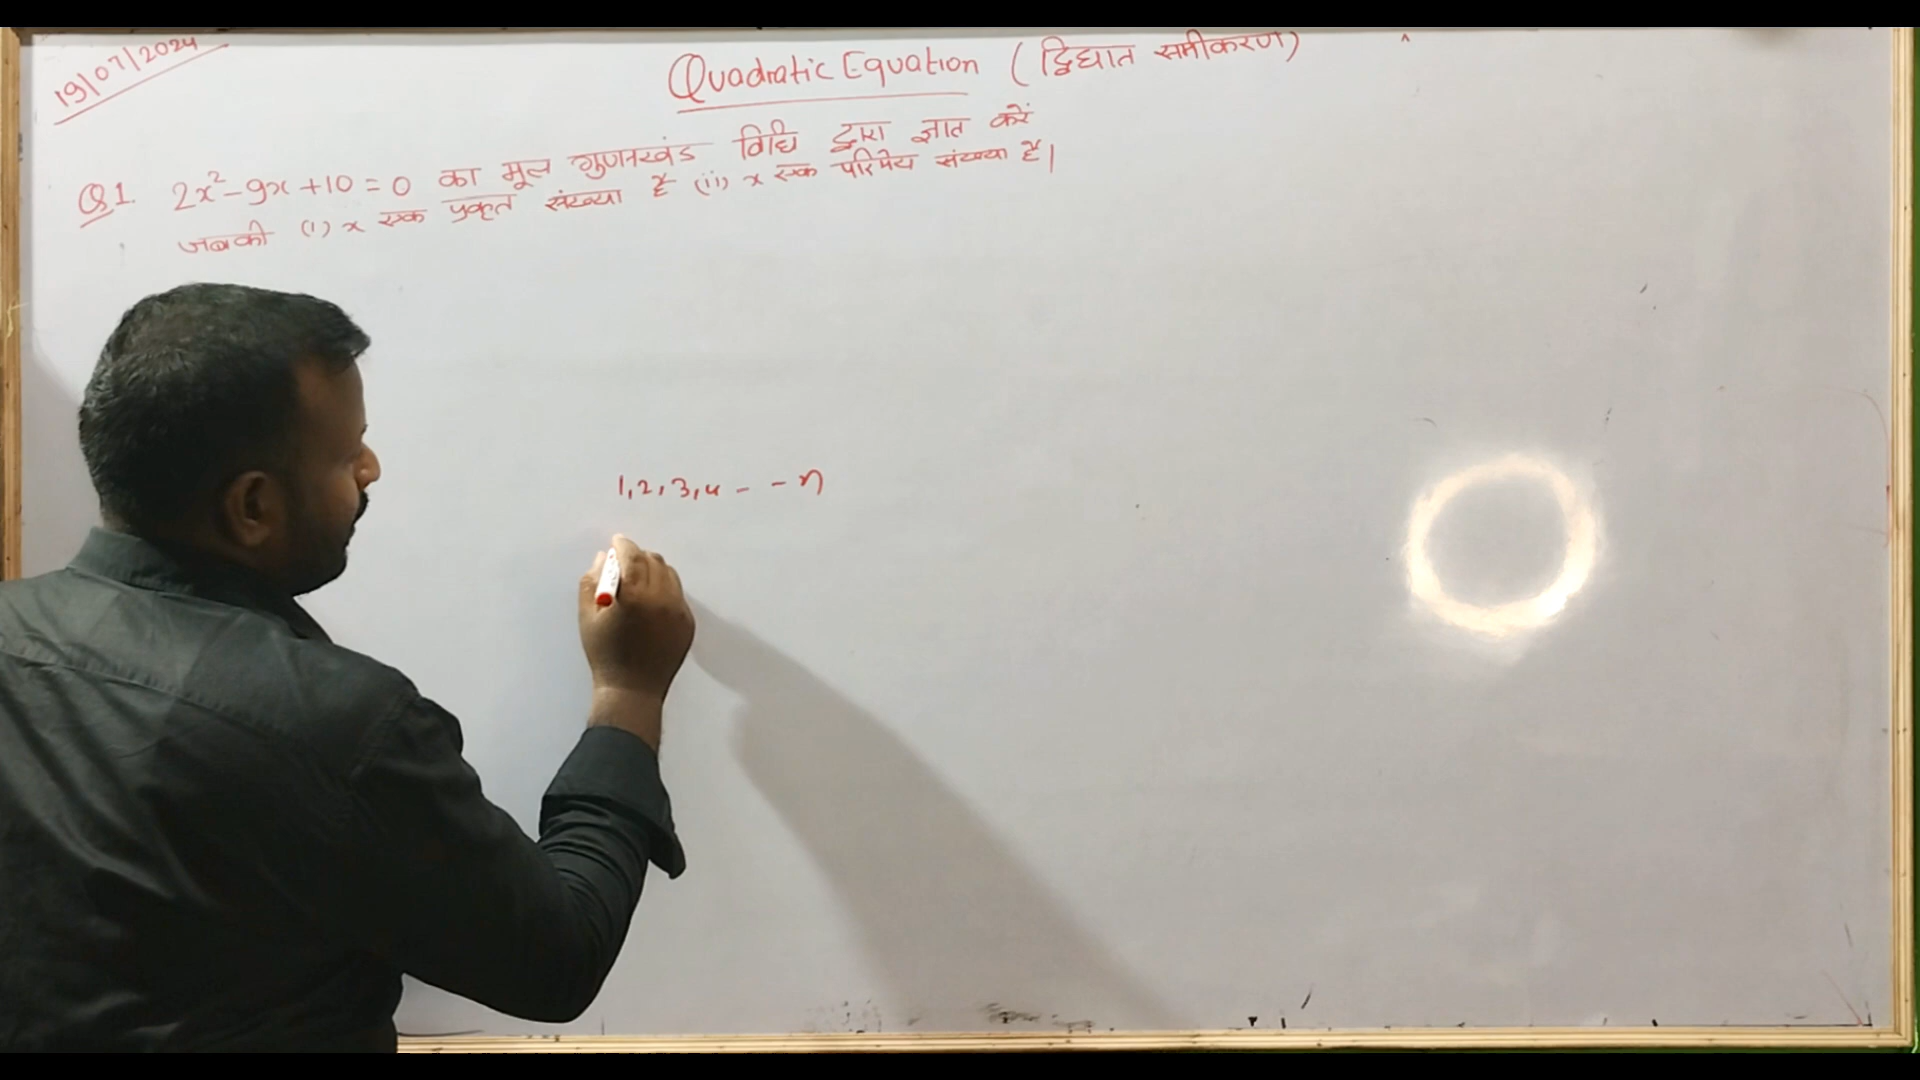 19/07/2024
Quadratic Equation (द्विघात समीकरण)
Q1. 2x²-9x+10=0 का मूल गुणनखंड विधि द्वारा ज्ञात करें
जबकी (i) x एक प्रकृत संख्या है (ii) x एक परिमेय संख्या है।
1,2,3,4 - - n